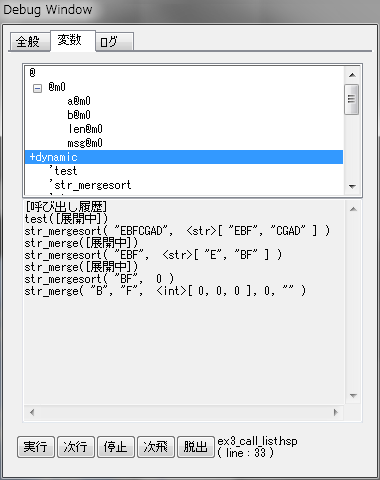 Debug Window
全般 変数 ログ
@
@m0
a@m0
b@m0
len@m0
msg@m0
+dynamic
'test
'str_mergesort
[呼び出し履歴]
test([展開中])
str_mergesort( "EBFCGAD", <str>[ "EBF", "CGAD" ] )
str_merge([展開中])
str_mergesort( "EBF", <str>[ "E", "BF" ] )
str_merge([展開中])
str_mergesort( "BF", 0 )
str_merge( "B", "F", <int>[ 0, 0, 0 ], 0, "" )
実行 次行 停止 次飛 脱出 ex3_call_list.hsp
( line : 33 )